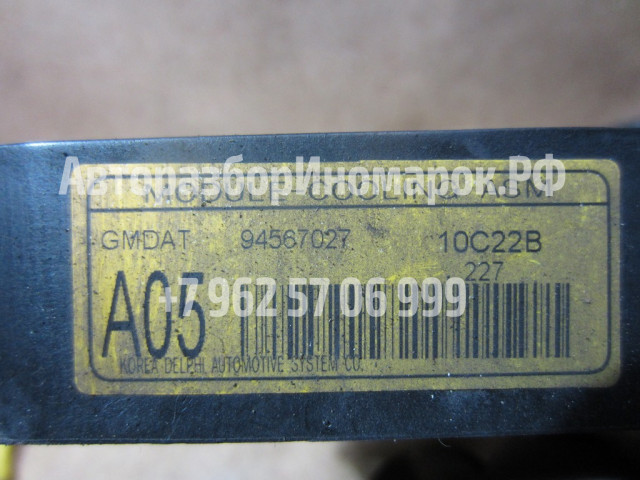 АвторазборИномарок.РФ
MODULE COOLING ASM
GMDAT 94567027 10C22B
227
A05
+7 962 57 06 999
KOREA DELPHI AUTOMOTIVE SYSTEM CO.